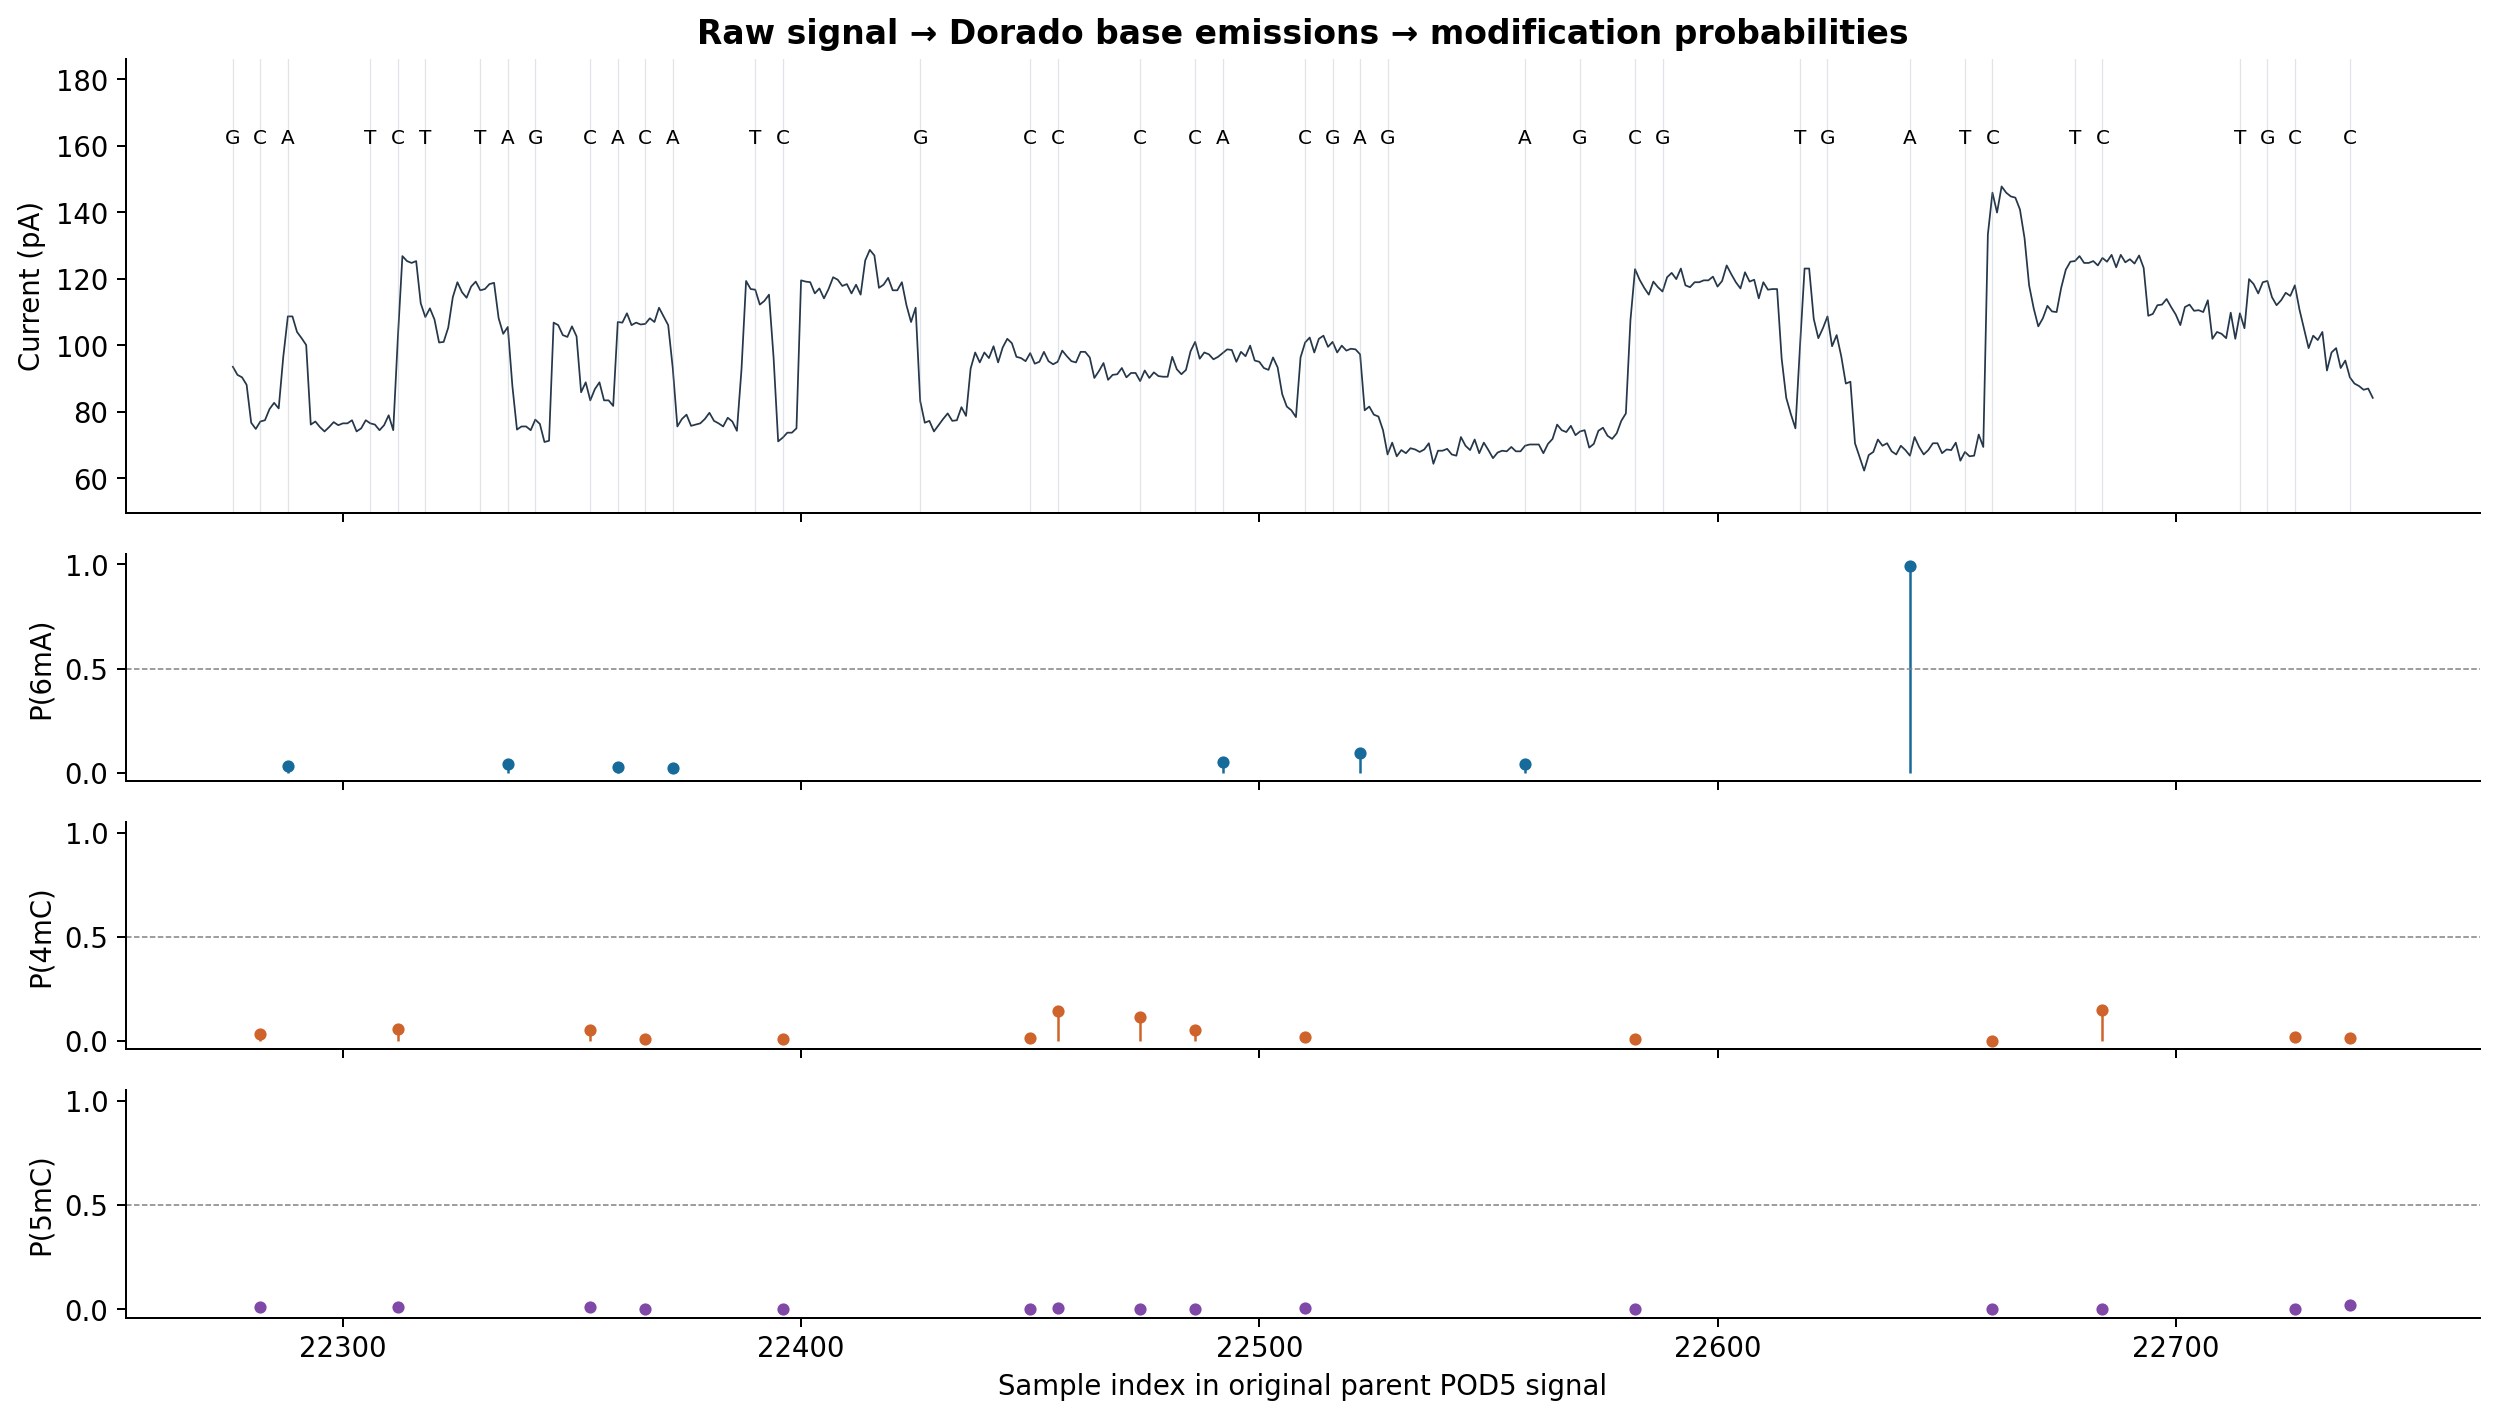 Raw signal → Dorado base emissions → modification probabilities
Current (pA)
180
160
140
120
100
80
60
G C A T C T T A G C A C A T C G C C C C A C G A G A G C G T G A T C T C T G C C
P(6mA)
1.0
0.5
0.0
P(4mC)
1.0
0.5
0.0
P(5mC)
1.0
0.5
0.0
22300 22400 22500 22600 22700
Sample index in original parent POD5 signal